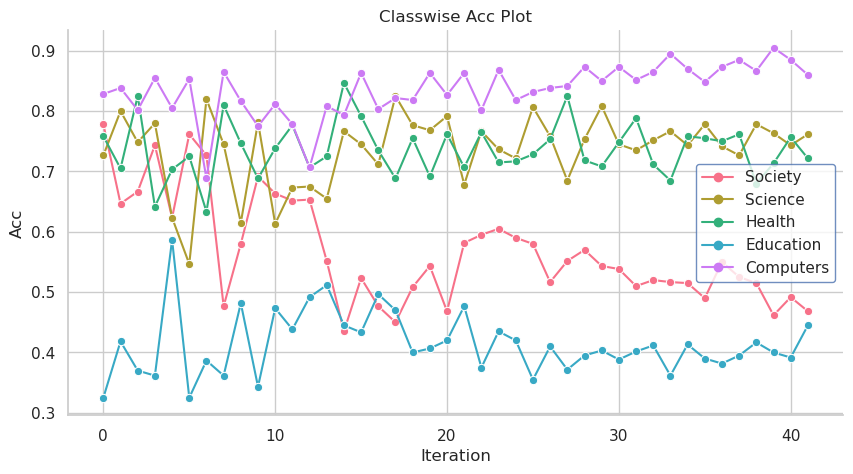 Classwise Acc Plot
Acc
0.9
0.8
0.7
0.6
0.5
0.4
0.3
0
10
20
30
40
Iteration
Society
Science
Health
Education
Computers